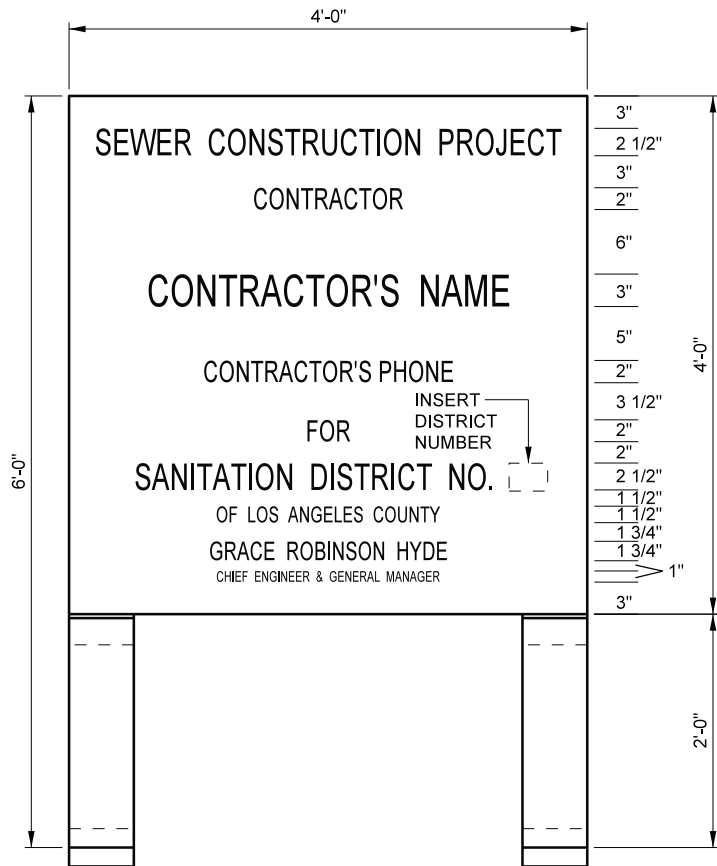 4'-0"
3"
SEWER CONSTRUCTION PROJECT
2 1/2"
3"
CONTRACTOR
2"
6"
CONTRACTOR'S NAME
3"
5"
4'-0"
CONTRACTOR'S PHONE
2"
INSERT
DISTRICT
NUMBER
3 1/2"
FOR
2"
2"
6'-0"
SANITATION DISTRICT NO.
2 1/2"
1 1/2"
OF LOS ANGELES COUNTY
1 1/2"
1 3/4"
GRACE ROBINSON HYDE
1 3/4"
CHIEF ENGINEER & GENERAL MANAGER
1"
3"
2'-0"